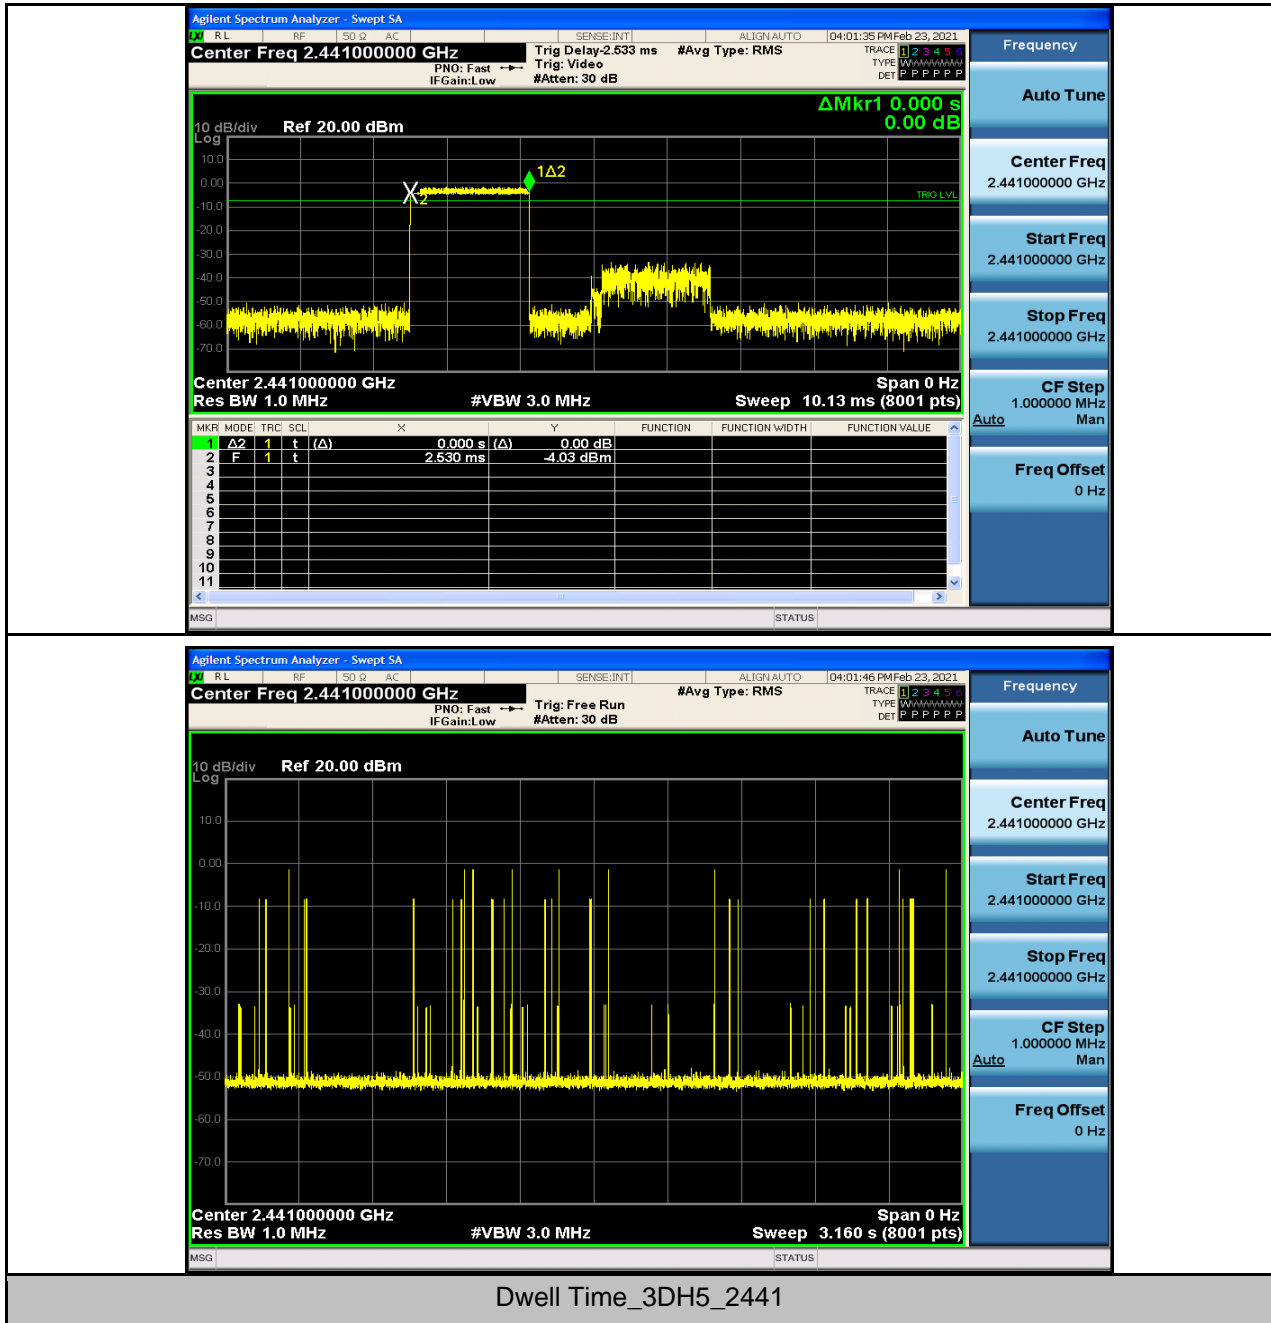 Agilent Spectrum Analyzer - Swept SA
LXI RL RF 50 Ω AC SENSE:INT ALIGN AUTO 04:01:35 PM Feb 23, 2021
Center Freq 2.441000000 GHz
Trig Delay-2.533 ms #Avg Type: RMS
TRACE 1 2 3 4 5 6
PNO: Fast Trig: Video
TYPE W
IFGain:Low #Atten: 30 dB
DET P P P P P P
ΔMkr1 0.000 s
0.00 dB
10 dB/div Ref 20.00 dBm
Log
10.0
0.00
-10.0
-20.0
-30.0
-40.0
-50.0
-60.0
-70.0
1Δ2
X2
TRIG LVL
Center 2.441000000 GHz Span 0 Hz
Res BW 1.0 MHz #VBW 3.0 MHz Sweep 10.13 ms (8001 pts)
MKR MODE TRC SCL X Y FUNCTION FUNCTION WIDTH FUNCTION VALUE
1 Δ2 1 t (Δ) 0.000 s (Δ) 0.00 dB
2 F 1 t 2.530 ms -4.03 dBm
3
4
5
6
7
8
9
10
11
MSG STATUS
Frequency
Auto Tune
Center Freq
2.441000000 GHz
Start Freq
2.441000000 GHz
Stop Freq
2.441000000 GHz
CF Step
1.000000 MHz
Auto Man
Freq Offset
0 Hz
Agilent Spectrum Analyzer - Swept SA
LXI RL RF 50 Ω AC SENSE:INT ALIGN AUTO 04:01:46 PM Feb 23, 2021
Center Freq 2.441000000 GHz
#Avg Type: RMS
TRACE 1 2 3 4 5 6
PNO: Fast Trig: Free Run
TYPE W
IFGain:Low #Atten: 30 dB
DET P P P P P P
10 dB/div Ref 20.00 dBm
Log
10.0
0.00
-10.0
-20.0
-30.0
-40.0
-50.0
-60.0
-70.0
Center 2.441000000 GHz Span 0 Hz
Res BW 1.0 MHz #VBW 3.0 MHz Sweep 3.160 s (8001 pts)
MSG STATUS
Frequency
Auto Tune
Center Freq
2.441000000 GHz
Start Freq
2.441000000 GHz
Stop Freq
2.441000000 GHz
CF Step
1.000000 MHz
Auto Man
Freq Offset
0 Hz
Dwell Time_3DH5_2441